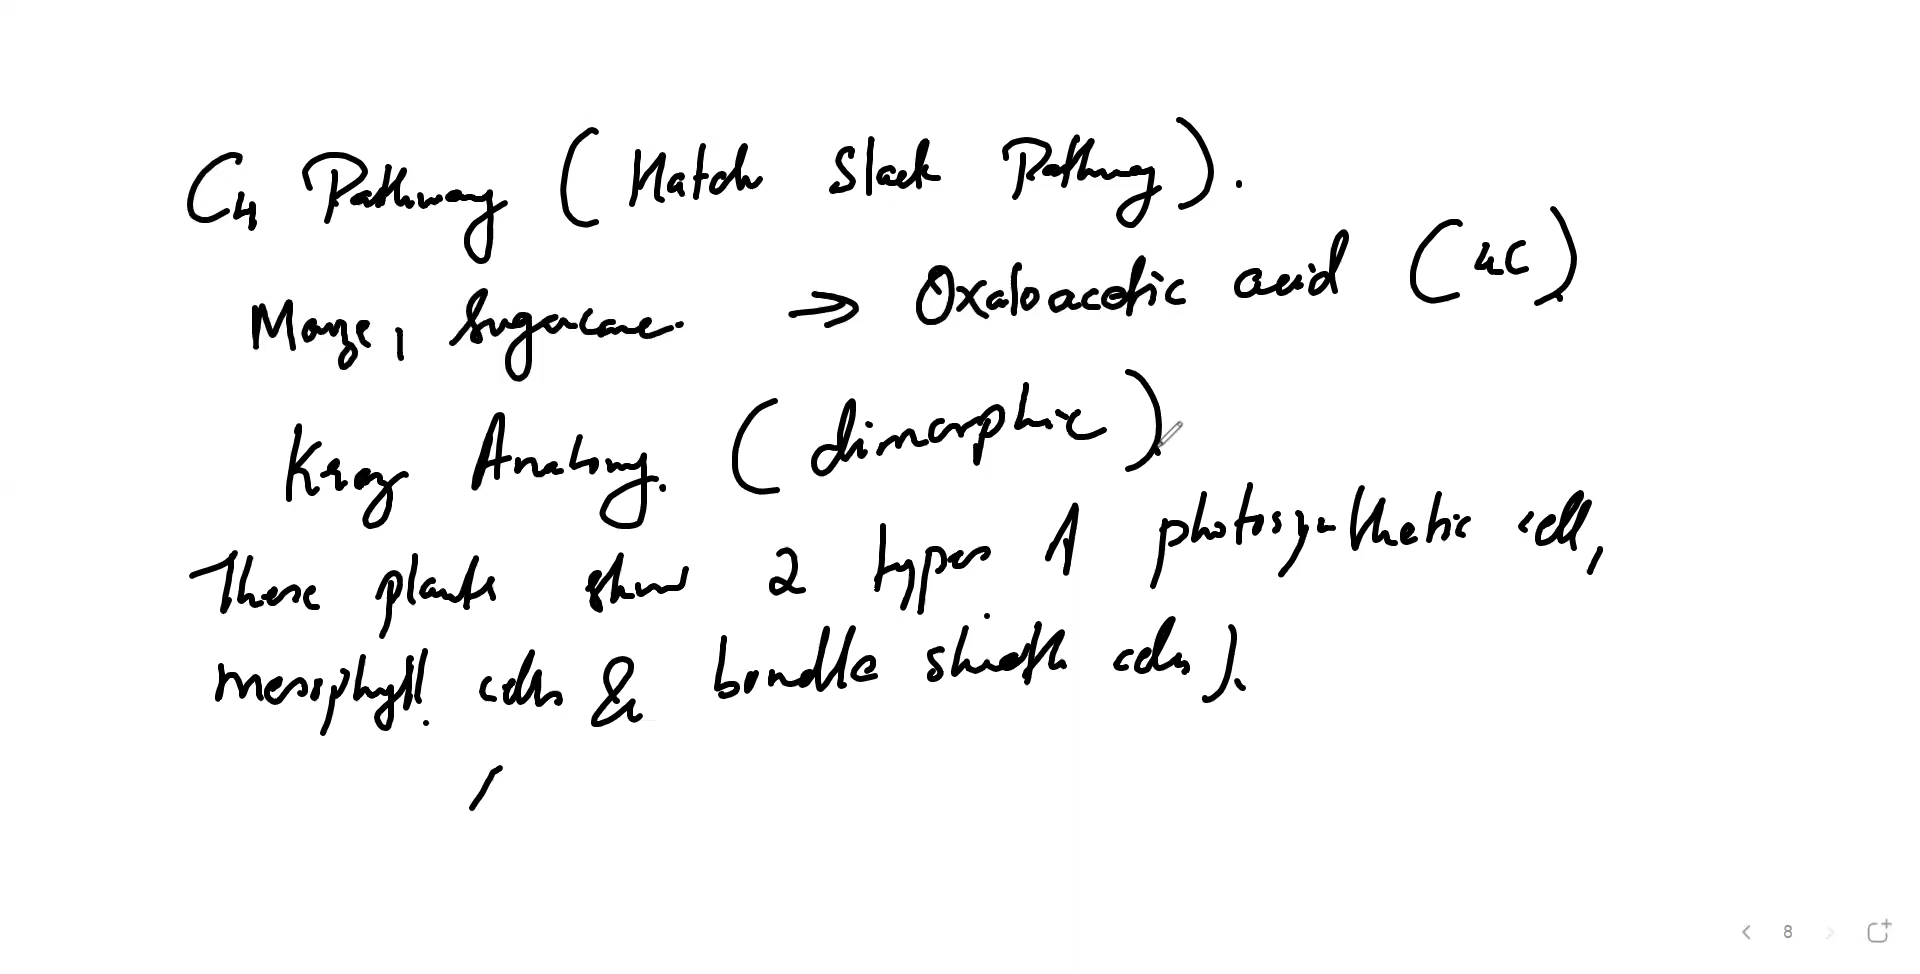 C4 Pathway (Hatch Slack Pathway).
Maize, Sugarcane. → Oxaloacetic acid (4C)
Kranz Anatomy. (dimorphic)
These plants show 2 types of photosynthetic cell,
mesophyll cells & bundle sheath cells).
8